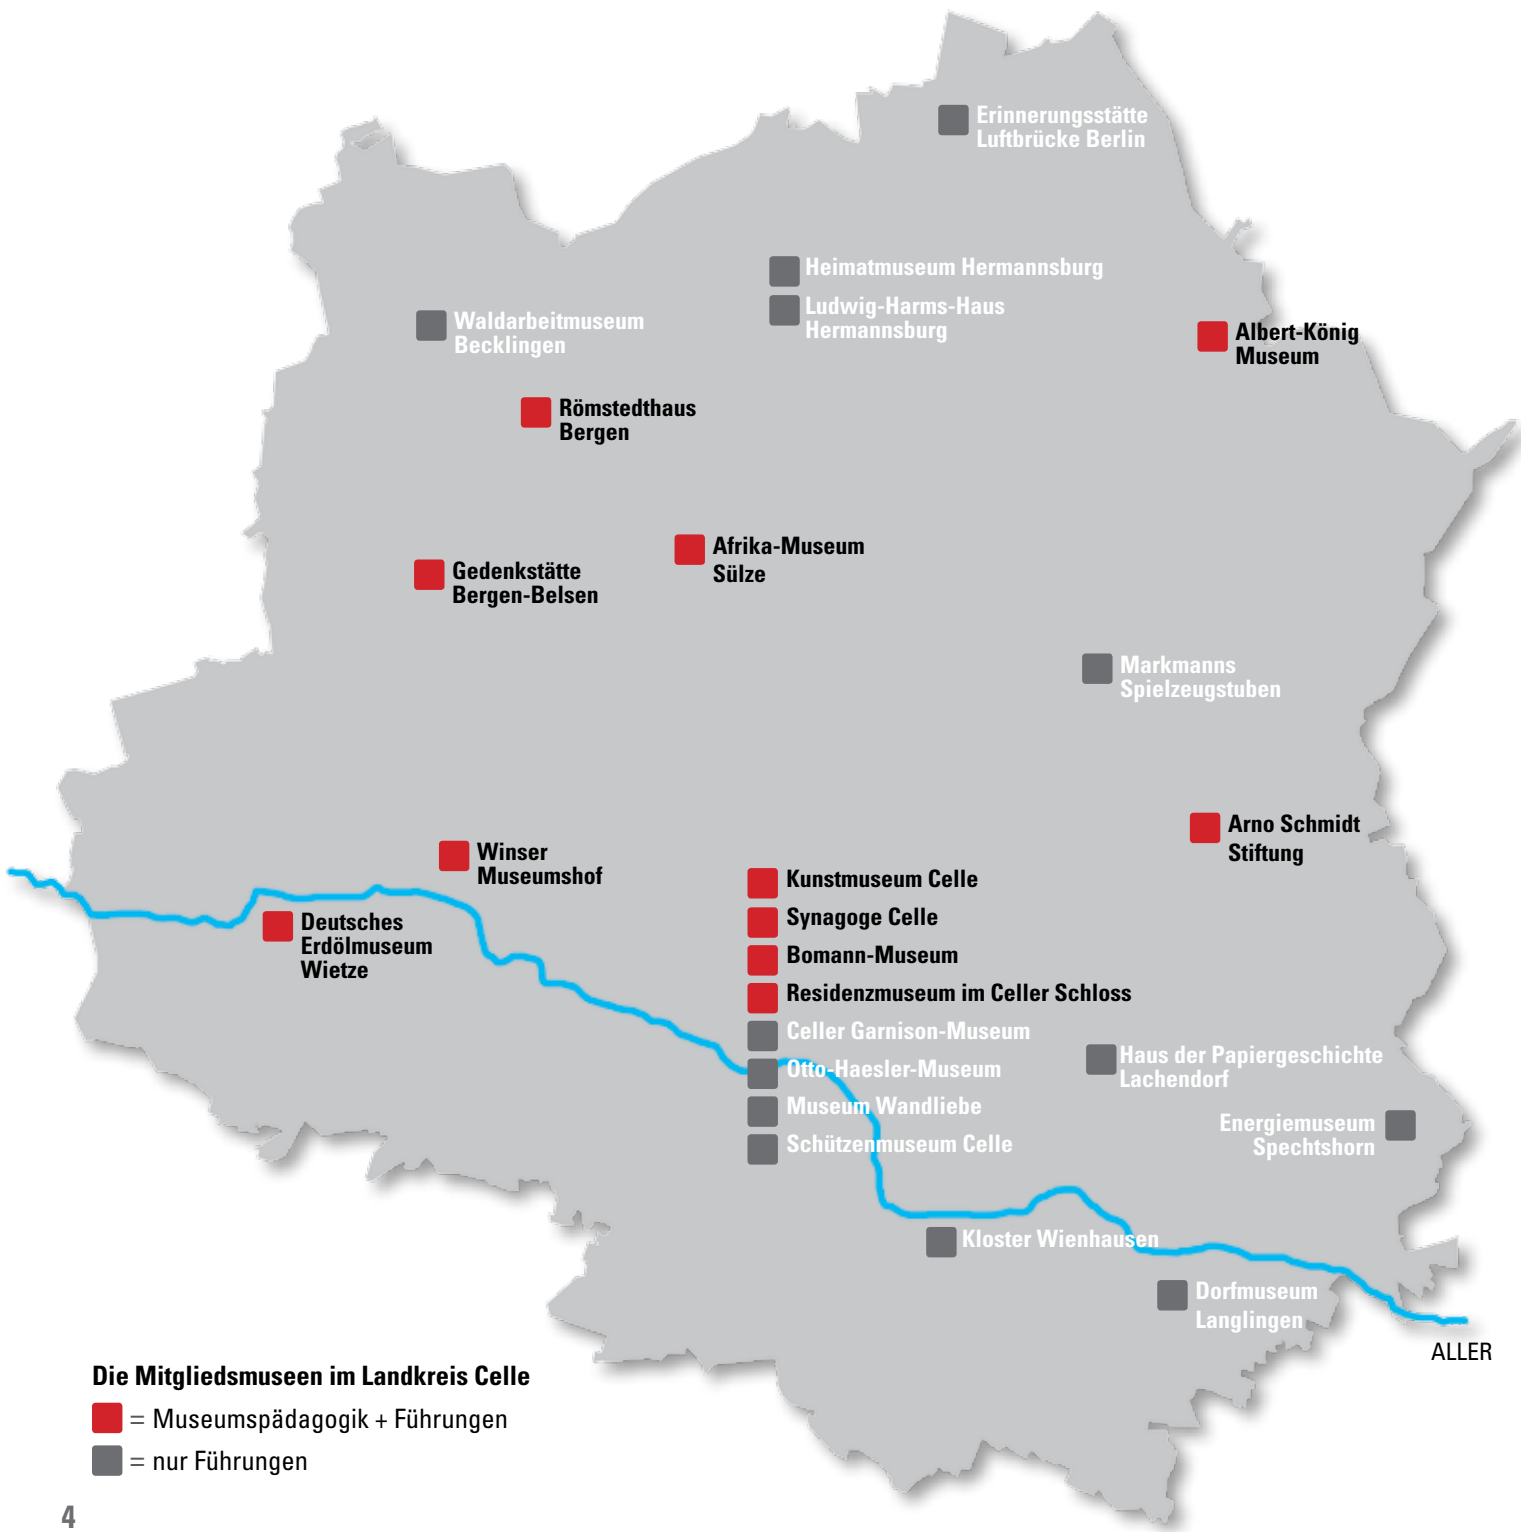 Erinnerungsstätte
Luftbrücke Berlin
Heimatmuseum Hermannsburg
Ludwig-Harms-Haus
Hermannsburg
Waldarbeitmuseum
Becklingen
Albert-König
Museum
Römstedthaus
Bergen
Afrika-Museum
Sülze
Gedenkstätte
Bergen-Belsen
Markmanns
Spielzeugstuben
Arno Schmidt
Stiftung
Winser
Museumshof
Deutsches
Erdölmuseum
Wietze
Kunstmuseum Celle
Synagoge Celle
Bomann-Museum
Residenzmuseum im Celler Schloss
Celler Garnison-Museum
Otto-Haesler-Museum
Museum Wandliebe
Schützenmuseum Celle
Haus der Papiergeschichte
Lachendorf
Energiemuseum
Spechtshorn
Kloster Wienhausen
Dorfmuseum
Langlingen
ALLER
Die Mitgliedsmuseen im Landkreis Celle
= Museumspädagogik + Führungen
= nur Führungen
4